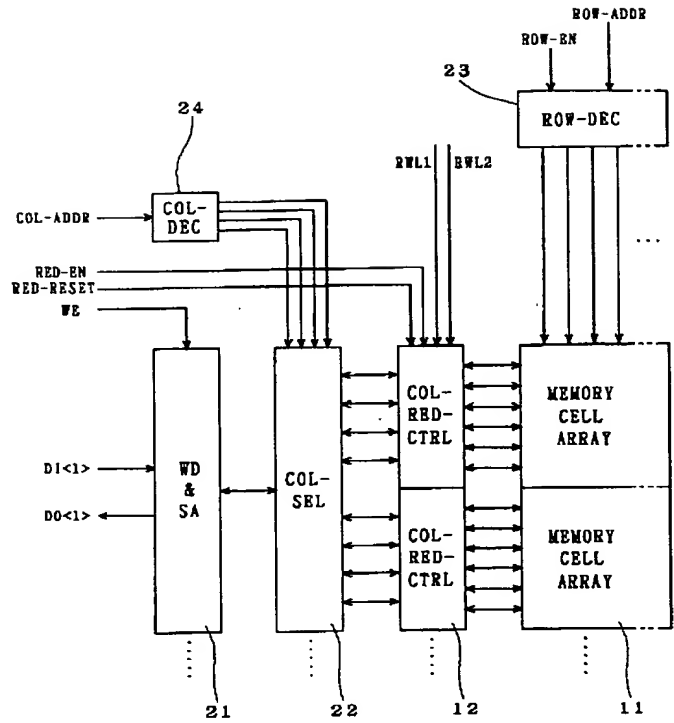 ROW-ADDR
ROW-EN
23
ROW-DEC
24
RWL1 RWL2
COL-ADDR
COL-
DEC
...
RED-EN
RED-RESET
WE
COL-
RED-
CTRL
MEMORY
CELL
ARRAY
DI<1>
WD
&
SA
COL-
SEL
DO<1>
COL-
RED-
CTRL
MEMORY
CELL
ARRAY
21
22
12
11